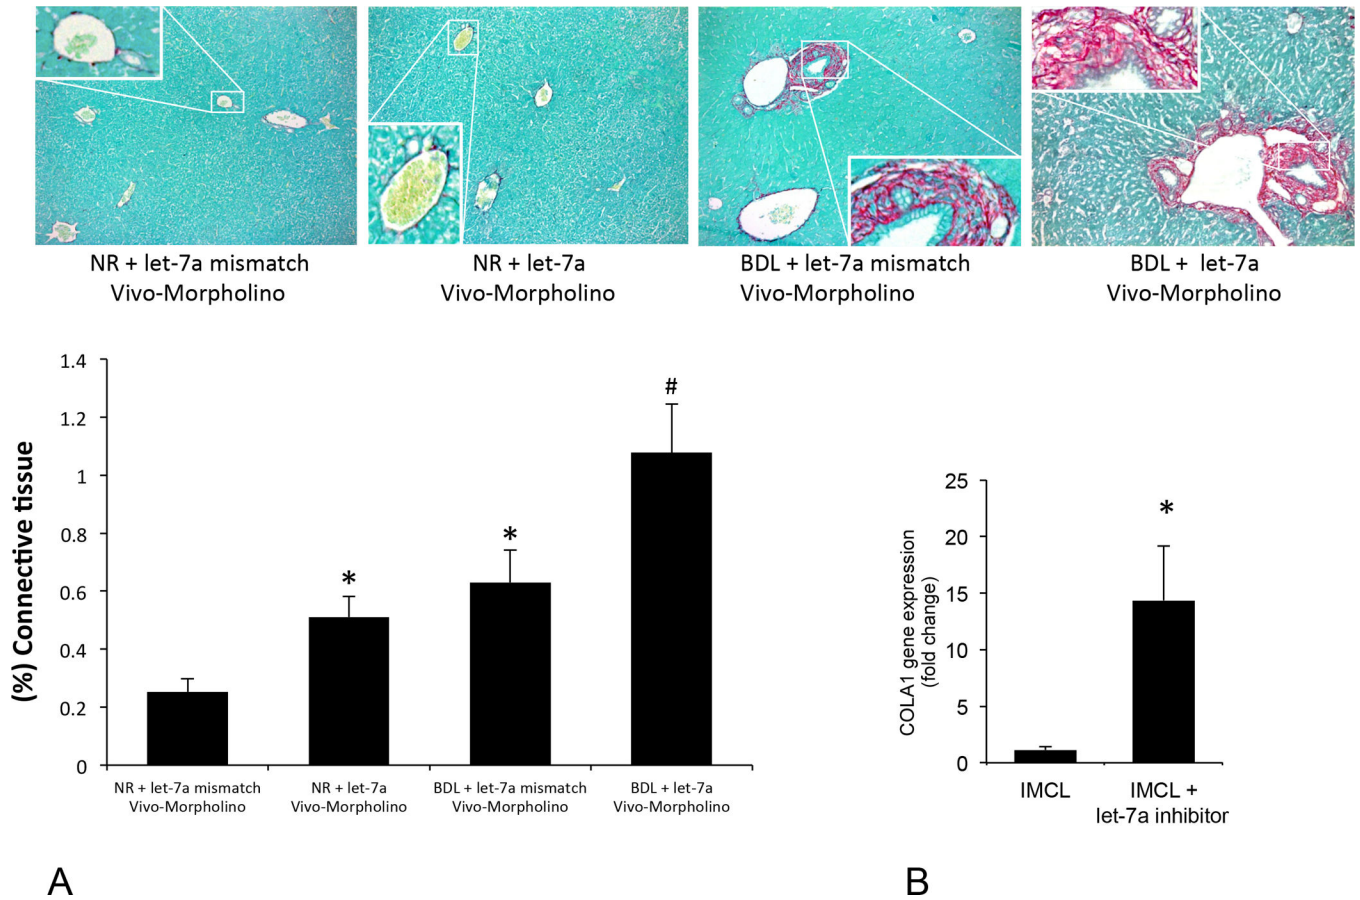 NR + let-7a mismatch
Vivo-Morpholino
NR + let-7a
Vivo-Morpholino
BDL + let-7a mismatch
Vivo-Morpholino
BDL + let-7a
Vivo-Morpholino
(%) Connective tissue
1.4
1.2
1
0.8
0.6
0.4
0.2
0
*
*
#
NR + let-7a mismatch
Vivo-Morpholino
NR + let-7a
Vivo-Morpholino
BDL + let-7a mismatch
Vivo-Morpholino
BDL + let-7a
Vivo-Morpholino
A
COLA1 gene expression
(fold change)
25
20
15
10
5
0
*
IMCL
IMCL +
let-7a inhibitor
B